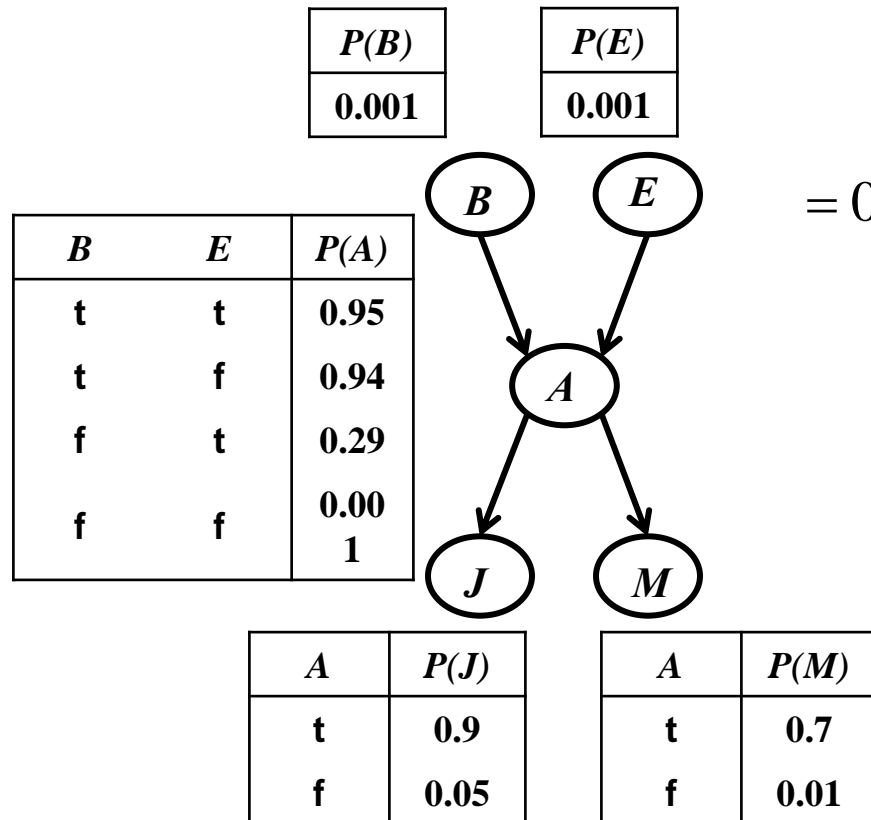 P(B) P(E)
0.001 0.001
B E = 0
B E P(A)
t t 0.95
t f 0.94
A
f t 0.29
f f 0.00
1
J M
A P(J) A P(M)
t 0.9 t 0.7
f 0.05 f 0.01